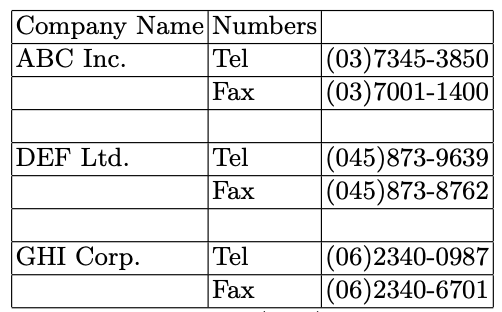 Company Name Numbers
ABC Inc. Tel (03)7345-3850
Fax (03)7001-1400
DEF Ltd. Tel (045)873-9639
Fax (045)873-8762
GHI Corp. Tel (06)2340-0987
Fax (06)2340-6701